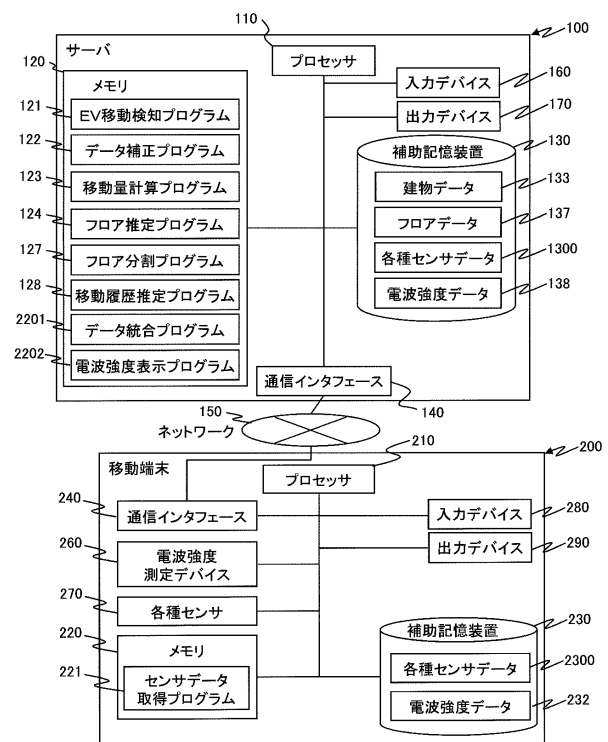 100
サーバ
110
プロセッサ
120
メモリ
121
EV移動検知プログラム
122
データ補正プログラム
123
移動量計算プログラム
124
フロア推定プログラム
127
フロア分割プログラム
128
移動履歴推定プログラム
2201
データ統合プログラム
2202
電波強度表示プログラム
入力デバイス
160
出力デバイス
170
補助記憶装置
130
建物データ
133
フロアデータ
137
各種センサデータ
1300
電波強度データ
138
通信インタフェース
140
150
ネットワーク
200
移動端末
210
プロセッサ
240
通信インタフェース
260
電波強度
測定デバイス
270
各種センサ
220
メモリ
221
センサデータ
取得プログラム
入力デバイス
280
出力デバイス
290
補助記憶装置
230
各種センサデータ
2300
電波強度データ
232